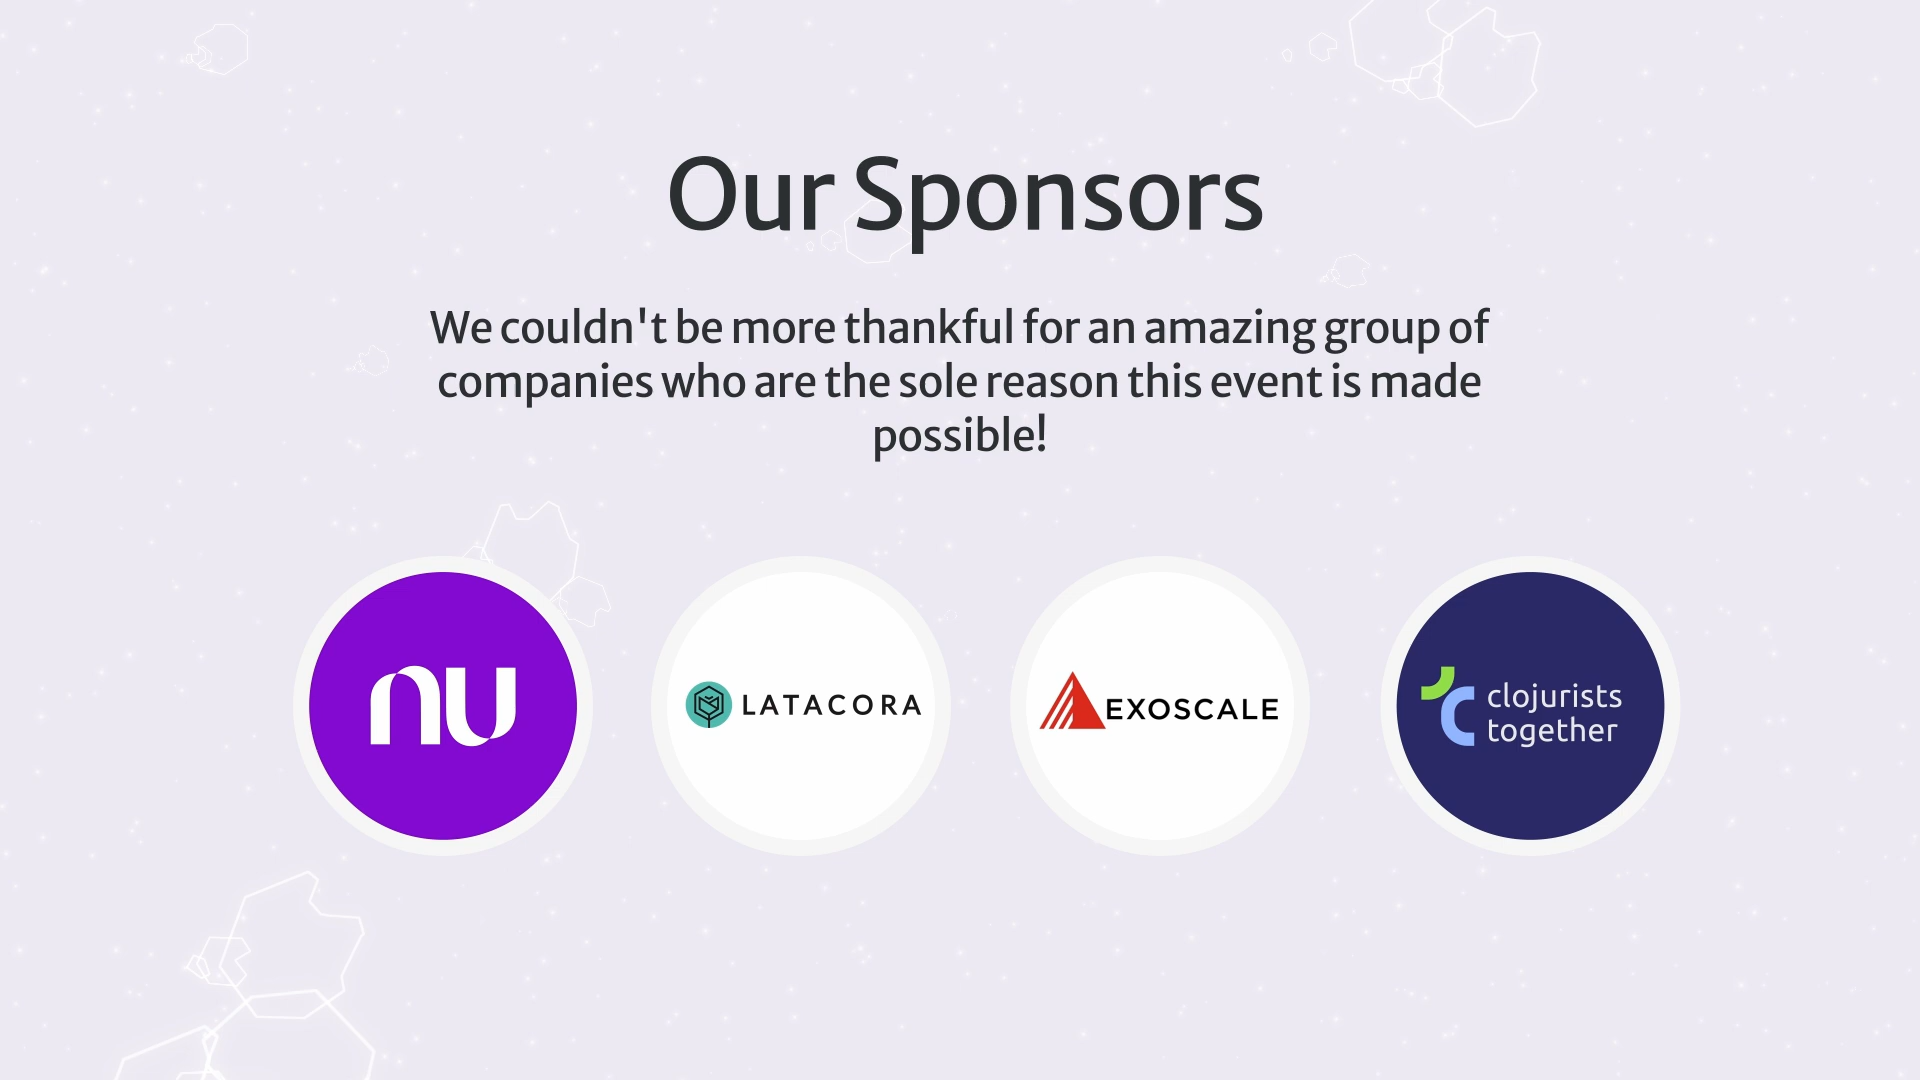 Our Sponsors
We couldn't be more thankful for an amazing group of
companies who are the sole reason this event is made
possible!
nu
LATACORA
EXOSCALE
clojurists
together